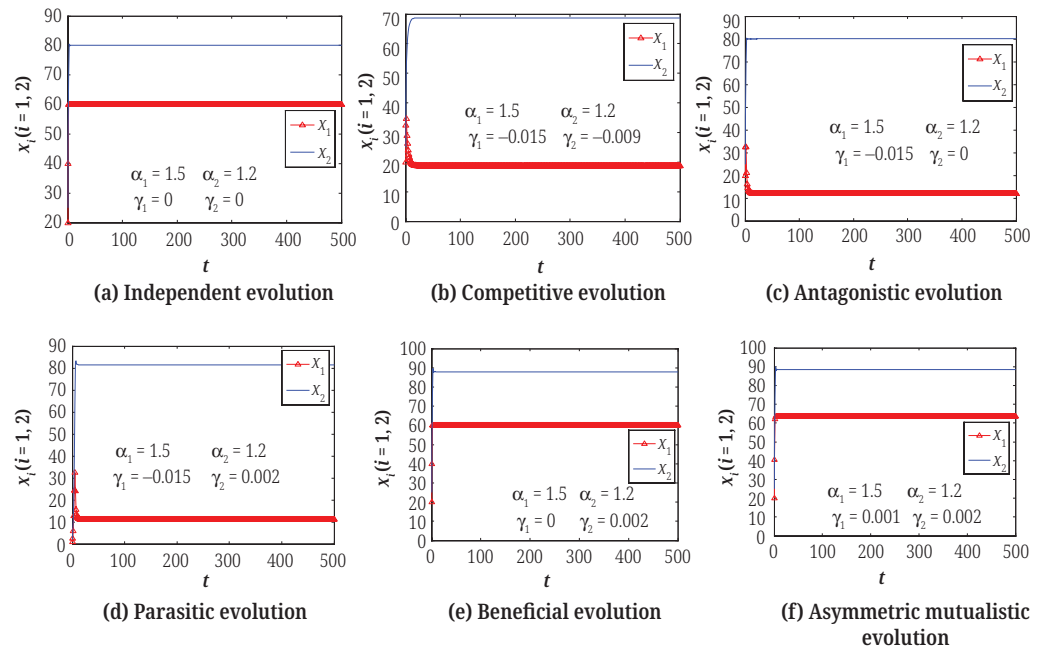 90
80
70
60
50
40
30
20
x_i(i = 1, 2)
X_1
X_2
α_1 = 1.5 α_2 = 1.2
γ_1 = 0 γ_2 = 0
0 100 200 300 400 500
t
(a) Independent evolution
70
60
50
40
30
20
10
0
x_i(i = 1, 2)
X_1
X_2
α_1 = 1.5 α_2 = 1.2
γ_1 = −0.015 γ_2 = −0.009
0 100 200 300 400 500
t
(b) Competitive evolution
90
80
70
60
50
40
30
20
10
0
x_i(i = 1, 2)
X_1
X_2
α_1 = 1.5 α_2 = 1.2
γ_1 = −0.015 γ_2 = 0
0 100 200 300 400 500
t
(c) Antagonistic evolution
90
80
70
60
50
40
30
20
10
0
x_i(i = 1, 2)
X_1
X_2
α_1 = 1.5 α_2 = 1.2
γ_1 = −0.015 γ_2 = 0.002
0 100 200 300 400 500
t
(d) Parasitic evolution
100
90
80
70
60
50
40
30
20
10
0
x_i(i = 1, 2)
X_1
X_2
α_1 = 1.5 α_2 = 1.2
γ_1 = 0 γ_2 = 0.002
0 100 200 300 400 500
t
(e) Beneficial evolution
100
90
80
70
60
50
40
30
20
10
0
x_i(i = 1, 2)
X_1
X_2
α_1 = 1.5 α_2 = 1.2
γ_1 = 0.001 γ_2 = 0.002
0 100 200 300 400 500
t
(f) Asymmetric mutualistic
evolution